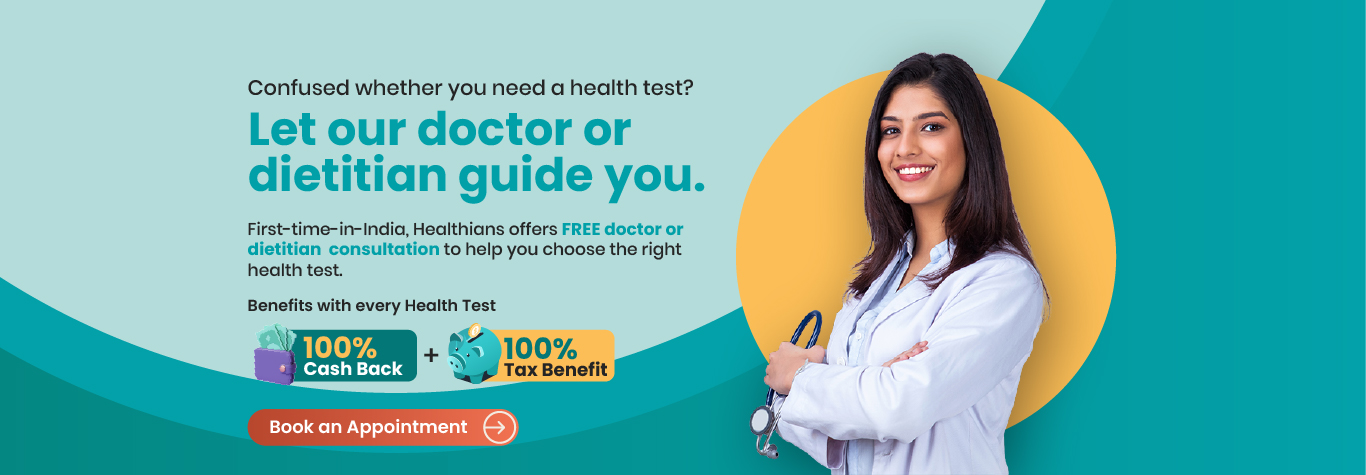 Confused whether you need a health test?
Let our doctor or
dietitian guide you.
First-time-in-India, Healthians offers FREE doctor or
dietitian consultation to help you choose the right
health test.
Benefits with every Health Test
100%
Cash Back
+
100%
Tax Benefit
Book an Appointment